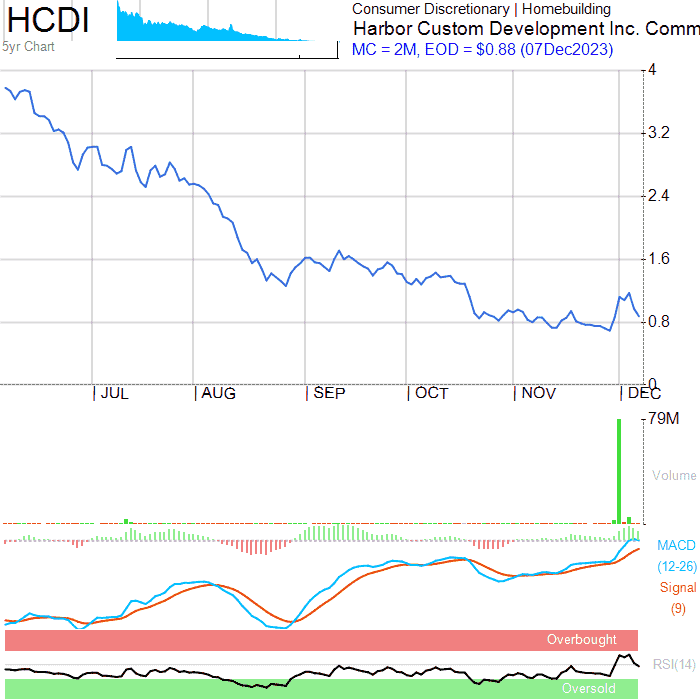 HCDI
5yr Chart
Consumer Discretionary | Homebuilding
Harbor Custom Development Inc. Comm
MC = 2M, EOD = $0.88 (07Dec2023)
4
3.2
2.4
1.6
0.8
0
JUL AUG SEP OCT NOV DEC
79M
Volume
MACD
(12-26)
Signal
(9)
Overbought
RSI(14)
Oversold